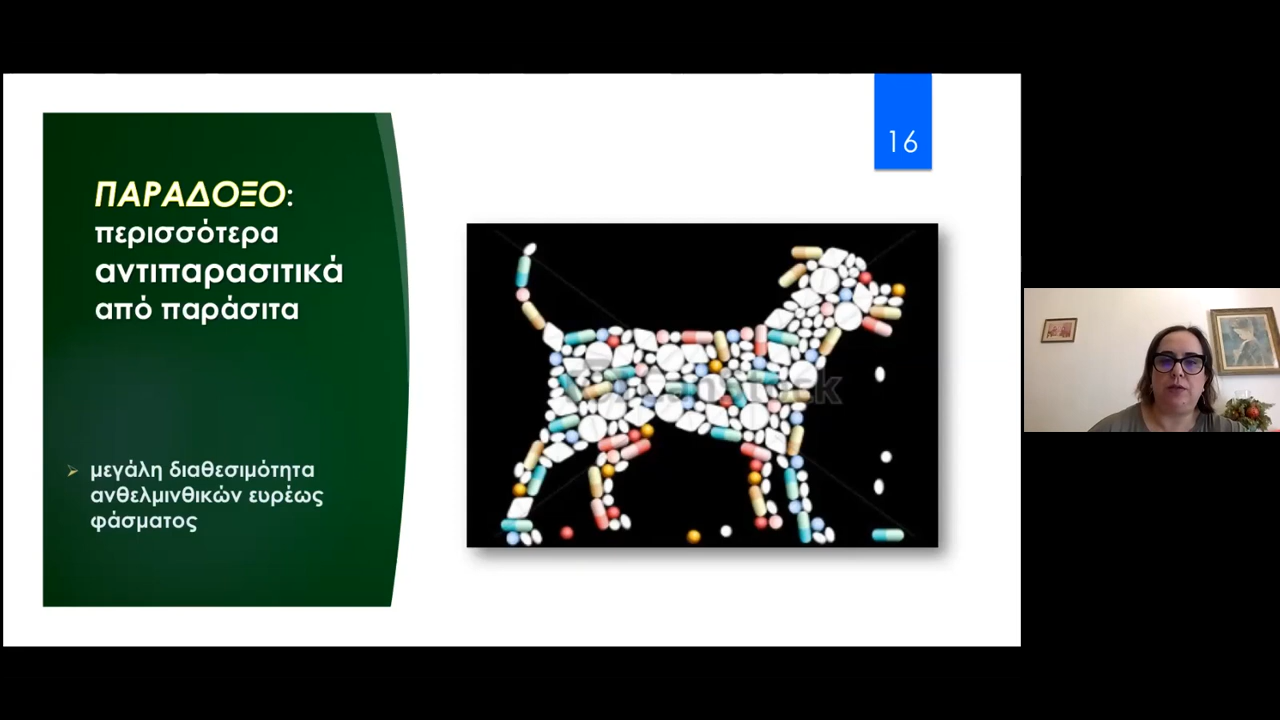 16
ΠΑΡΑΔΟΞΟ:
περισσότερα
αντιπαρασιτικά
από παράσιτα
μεγάλη διαθεσιμότητα
ανθελμινθικών ευρέως
φάσματος